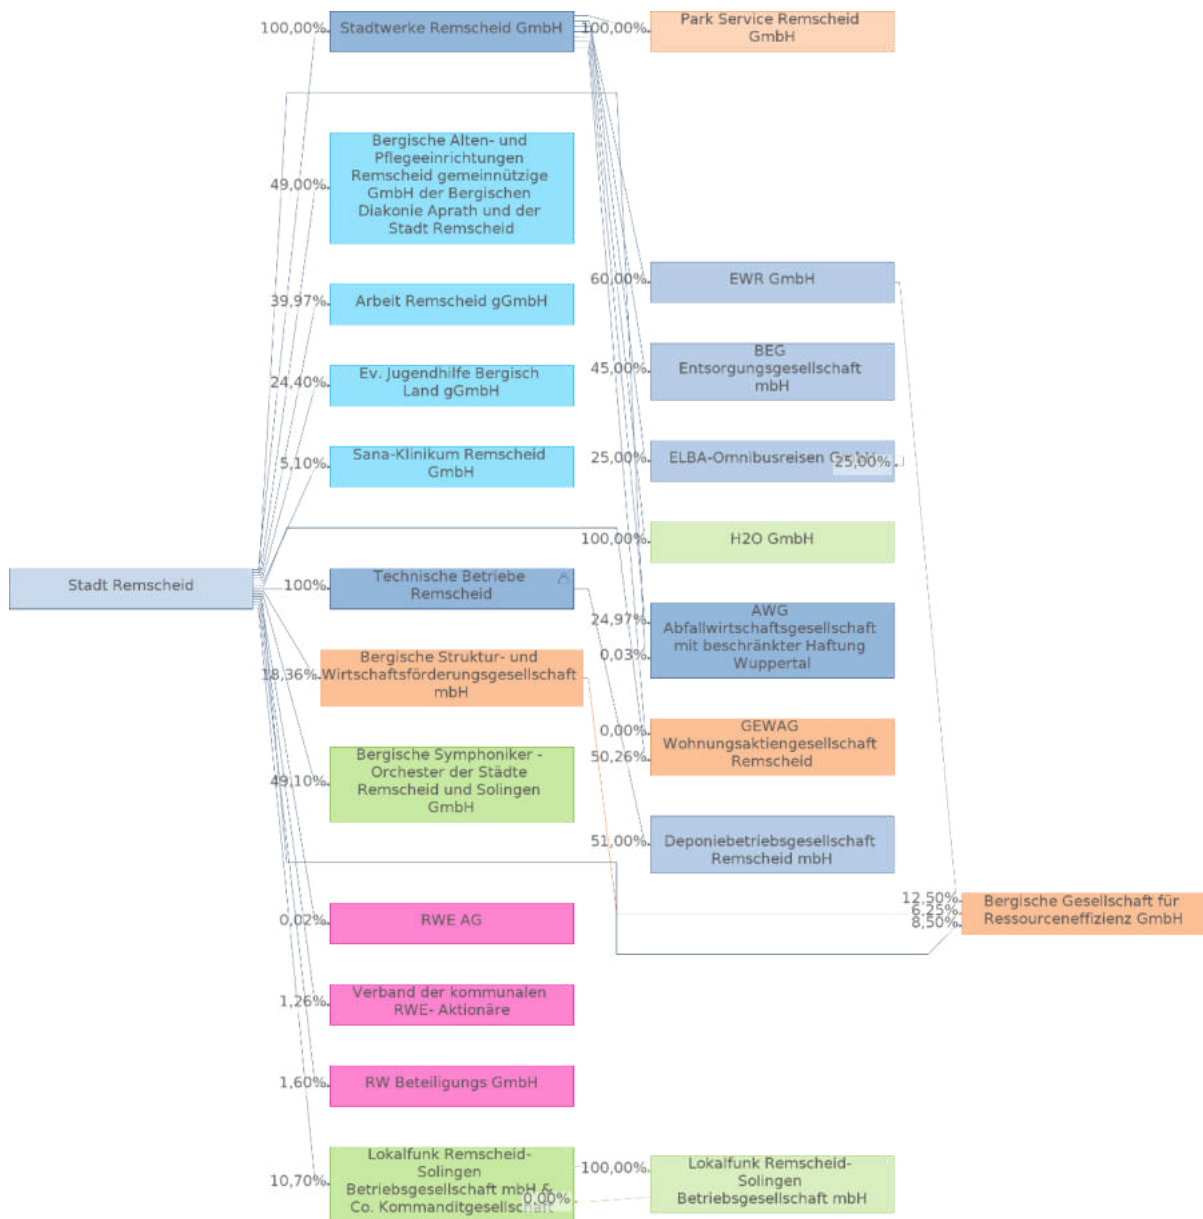 100,00%
Stadtwerke Remscheid GmbH
100,00%
Park Service Remscheid
GmbH
49,00%
Bergische Alten- und
Pflegeeinrichtungen
Remscheid gemeinnützige
GmbH der Bergischen
Diakonie Aprath und der
Stadt Remscheid
60,00%
EWR GmbH
39,97%
Arbeit Remscheid gGmbH
45,00%
BEG
Entsorgungsgesellschaft
mbH
24,40%
Ev. Jugendhilfe Bergisch
Land gGmbH
5,10%
Sana-Klinikum Remscheid
GmbH
25,00%
ELBA-Omnibusreisen GmbH
25,00%
100,00%
H2O GmbH
Stadt Remscheid
100%
Technische Betriebe
Remscheid
24,97%
0,03%
AWG
Abfallwirtschaftsgesellschaft
mit beschränkter Haftung
Wuppertal
18,36%
Bergische Struktur- und
Wirtschaftsförderungsgesellschaft
mbH
0,00%
50,26%
GEWAG
Wohnungsaktiengesellschaft
Remscheid
49,10%
Bergische Symphoniker -
Orchester der Städte
Remscheid und Solingen
GmbH
51,00%
Deponiebetriebsgesellschaft
Remscheid mbH
12,50%
6,25%
8,50%
Bergische Gesellschaft für
Ressourceneffizienz GmbH
0,02%
RWE AG
1,26%
Verband der kommunalen
RWE- Aktionäre
1,60%
RW Beteiligungs GmbH
10,70%
Lokalfunk Remscheid-
Solingen
Betriebsgesellschaft mbH &
Co. Kommanditgesellschaft
0,00%
100,00%
Lokalfunk Remscheid-
Solingen
Betriebsgesellschaft mbH